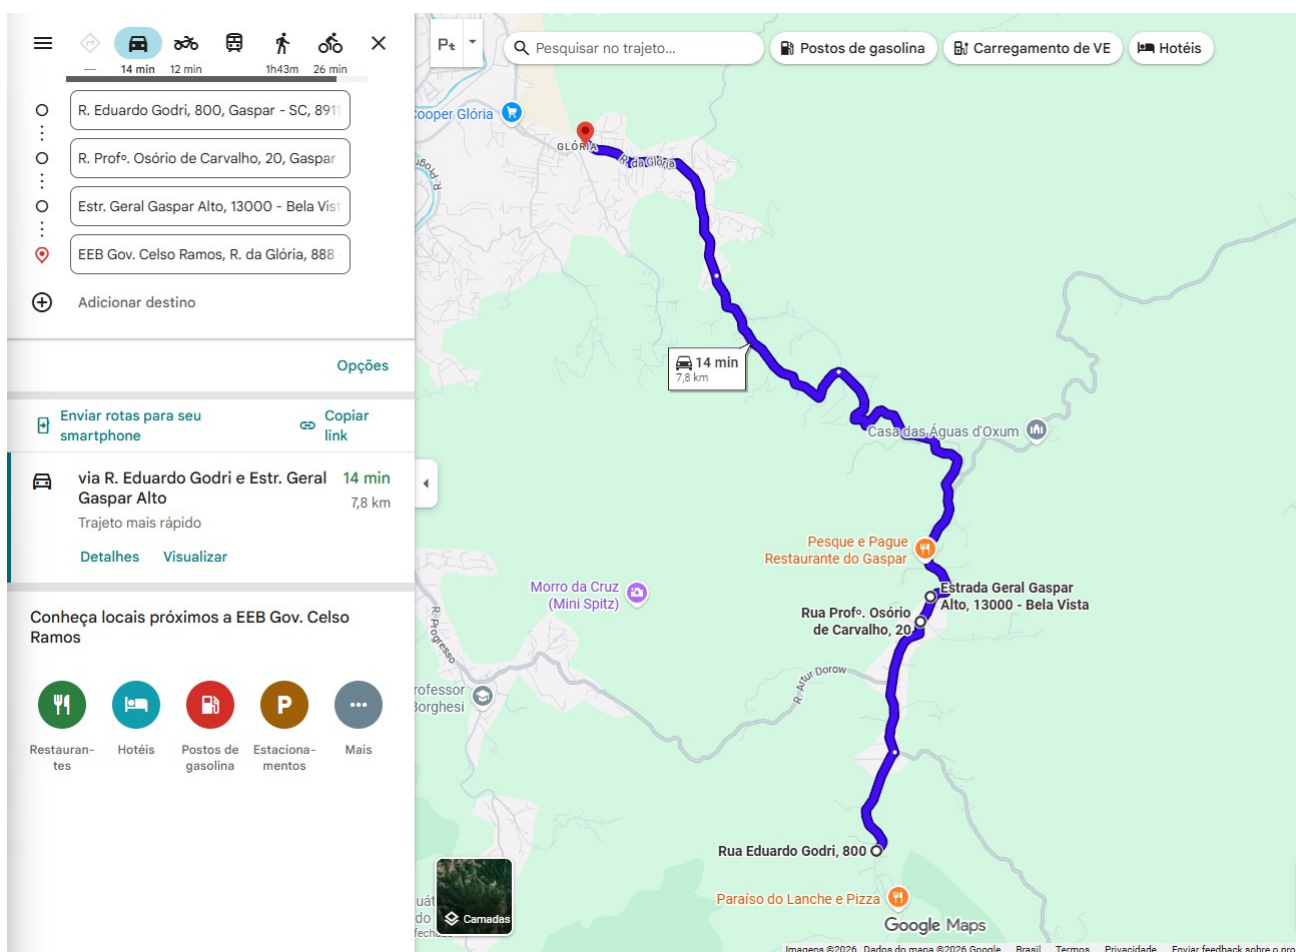 14 min
12 min
1h43m
26 min
R. Eduardo Godri, 800, Gaspar - SC, 8911
R. Profº. Osório de Carvalho, 20, Gaspar
Estr. Geral Gaspar Alto, 13000 - Bela Vist
EEB Gov. Celso Ramos, R. da Glória, 888
Adicionar destino
Opções
Enviar rotas para seu
smartphone
Copiar
link
via R. Eduardo Godri e Estr. Geral
Gaspar Alto
14 min
7,8 km
Trajeto mais rápido
Detalhes
Visualizar
Conheça locais próximos a EEB Gov. Celso
Ramos
Restauran-
tes
Hotéis
Postos de
gasolina
P
Estaciona-
mentos
Mais
Pesquisar no trajeto...
Postos de gasolina
Carregamento de VE
Hotéis
Cooper Glória
GLÓRIA
R. da Glória
14 min
7,8 km
Casa das Águas d'Oxum
Pesque e Pague
Restaurante do Gaspar
Estrada Geral Gaspar
Alto, 13000 - Bela Vista
Morro da Cruz
(Mini Spitz)
Rua Profº. Osório
de Carvalho, 20
R. Progresso
R. Artur Dorow
rofessor
Borghesi
Rua Eduardo Godri, 800
Paraíso do Lanche e Pizza
Camadas
Google Maps
Imagens ©2026 Dados do mapa ©2026 Google Brasil Termos Privacidade Enviar feedback sobre o pro